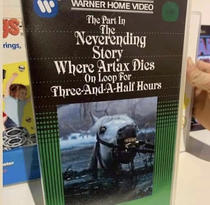 WARNER HOME VIDEO
The Part In
The
Neverending
Story
Where Artax Dies
On Loop For
Three-And-A-Half Hours
rings,